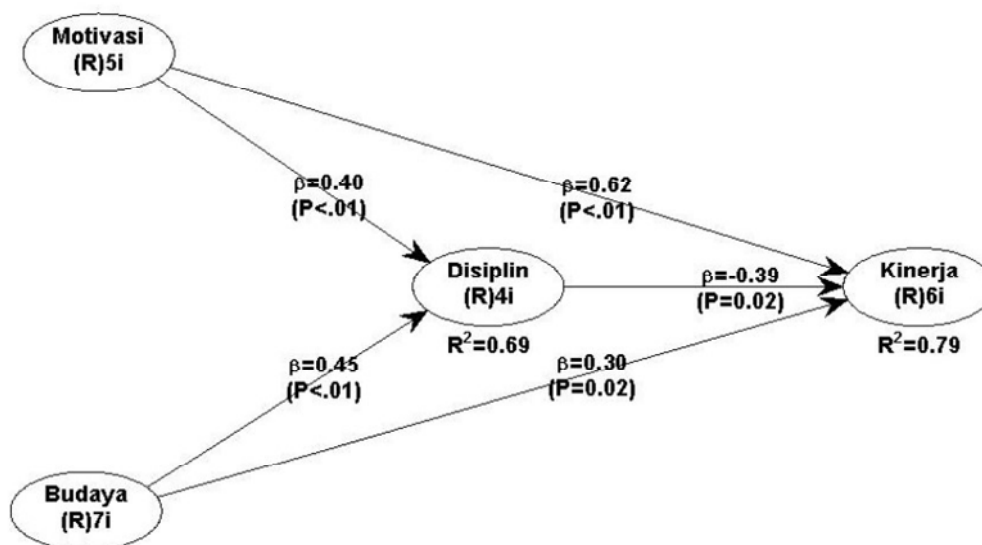 Motivasi
(R)5i
β=0.40
(P<.01)
β=0.62
(P<.01)
Disiplin
(R)4i
R²=0.69
β=-0.39
(P=0.02)
Kinerja
(R)6i
R²=0.79
β=0.45
(P<.01)
β=0.30
(P=0.02)
Budaya
(R)7i